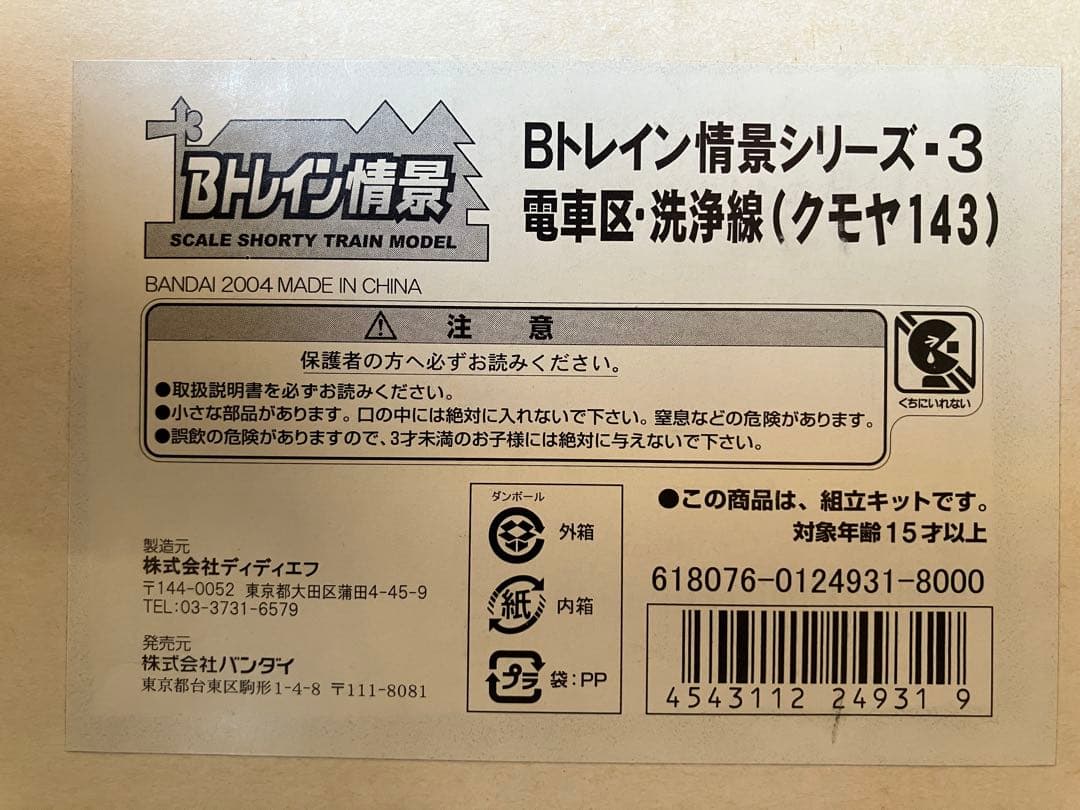 Bトレイン情景
SCALE SHORTY TRAIN MODEL
Bトレイン情景シリーズ・3
電車区・洗浄線(クモヤ143)
BANDAI 2004 MADE IN CHINA
注意
保護者の方へ必ずお読みください。
●取扱説明書を必ずお読みください。
●小さな部品があります。口の中には絶対に入れないで下さい。窒息などの危険があります。
●誤飲の危険がありますので、3才未満のお子様には絶対に与えないで下さい。
くちにいれない
製造元
株式会社ディディエフ
〒144-0052 東京都大田区蒲田4-45-9
TEL:03-3731-6579
発売元
株式会社バンダイ
東京都台東区駒形1-4-8 〒111-8081
ダンボール
外箱
紙 内箱
プラ 袋:PP
●この商品は、組立キットです。
対象年齢15才以上
618076-0124931-8000
4543112 24931 9